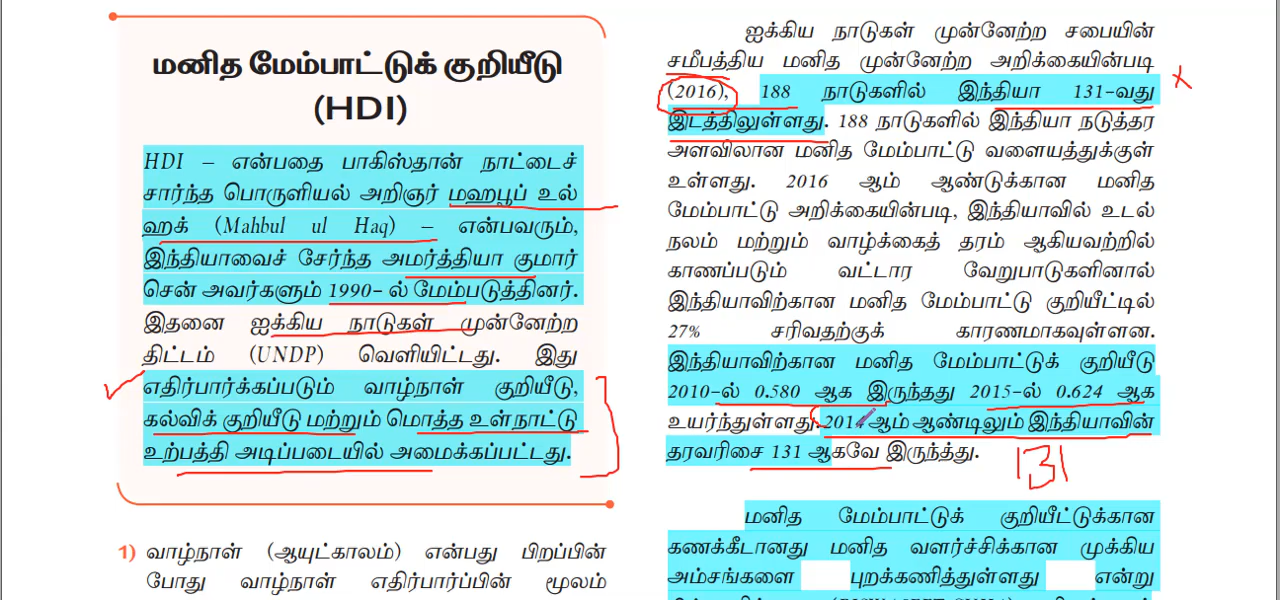 மனித மேம்பாட்டுக் குறியீடு
(HDI)
HDI – என்பதை பாகிஸ்தான் நாட்டைச்
சார்ந்த பொருளியல் அறிஞர் மஹபூப் உல்
ஹக் (Mahbul ul Haq) – என்பவரும்,
இந்தியாவைச் சேர்ந்த அமர்த்தியா குமார்
சென் அவர்களும் 1990- ல் மேம்படுத்தினர்.
இதனை ஐக்கிய நாடுகள் முன்னேற்ற
திட்டம் (UNDP) வெளியிட்டது. இது
எதிர்பார்க்கப்படும் வாழ்நாள் குறியீடு,
கல்விக் குறியீடு மற்றும் மொத்த உள்நாட்டு
உற்பத்தி அடிப்படையில் அமைக்கப்பட்டது.
1) வாழ்நாள் (ஆயுட்காலம்) என்பது பிறப்பின்
போது வாழ்நாள் எதிர்பார்ப்பின் மூலம்
ஐக்கிய நாடுகள் முன்னேற்ற சபையின்
சமீபத்திய மனித முன்னேற்ற அறிக்கையின்படி
(2016), 188 நாடுகளில் இந்தியா 131-வது
இடத்திலுள்ளது. 188 நாடுகளில் இந்தியா நடுத்தர
அளவிலான மனித மேம்பாட்டு வளையத்துக்குள்
உள்ளது. 2016 ஆம் ஆண்டுக்கான மனித
மேம்பாட்டு அறிக்கையின்படி, இந்தியாவில் உடல்
நலம் மற்றும் வாழ்க்கைத் தரம் ஆகியவற்றில்
காணப்படும் வட்டார வேறுபாடுகளினால்
இந்தியாவிற்கான மனித மேம்பாட்டு குறியீட்டில்
27% சரிவதற்குக் காரணமாகவுள்ளன.
இந்தியாவிற்கான மனித மேம்பாட்டுக் குறியீடு
2010-ல் 0.580 ஆக இருந்தது 2015-ல் 0.624 ஆக
உயர்ந்துள்ளது. 2014 ஆம் ஆண்டிலும் இந்தியாவின்
தரவரிசை 131 ஆகவே இருந்த்து.
131
மனித மேம்பாட்டுக் குறியீட்டுக்கான
கணக்கீடானது மனித வளர்ச்சிக்கான முக்கிய
அம்சங்களை புறக்கணித்துள்ளது என்று